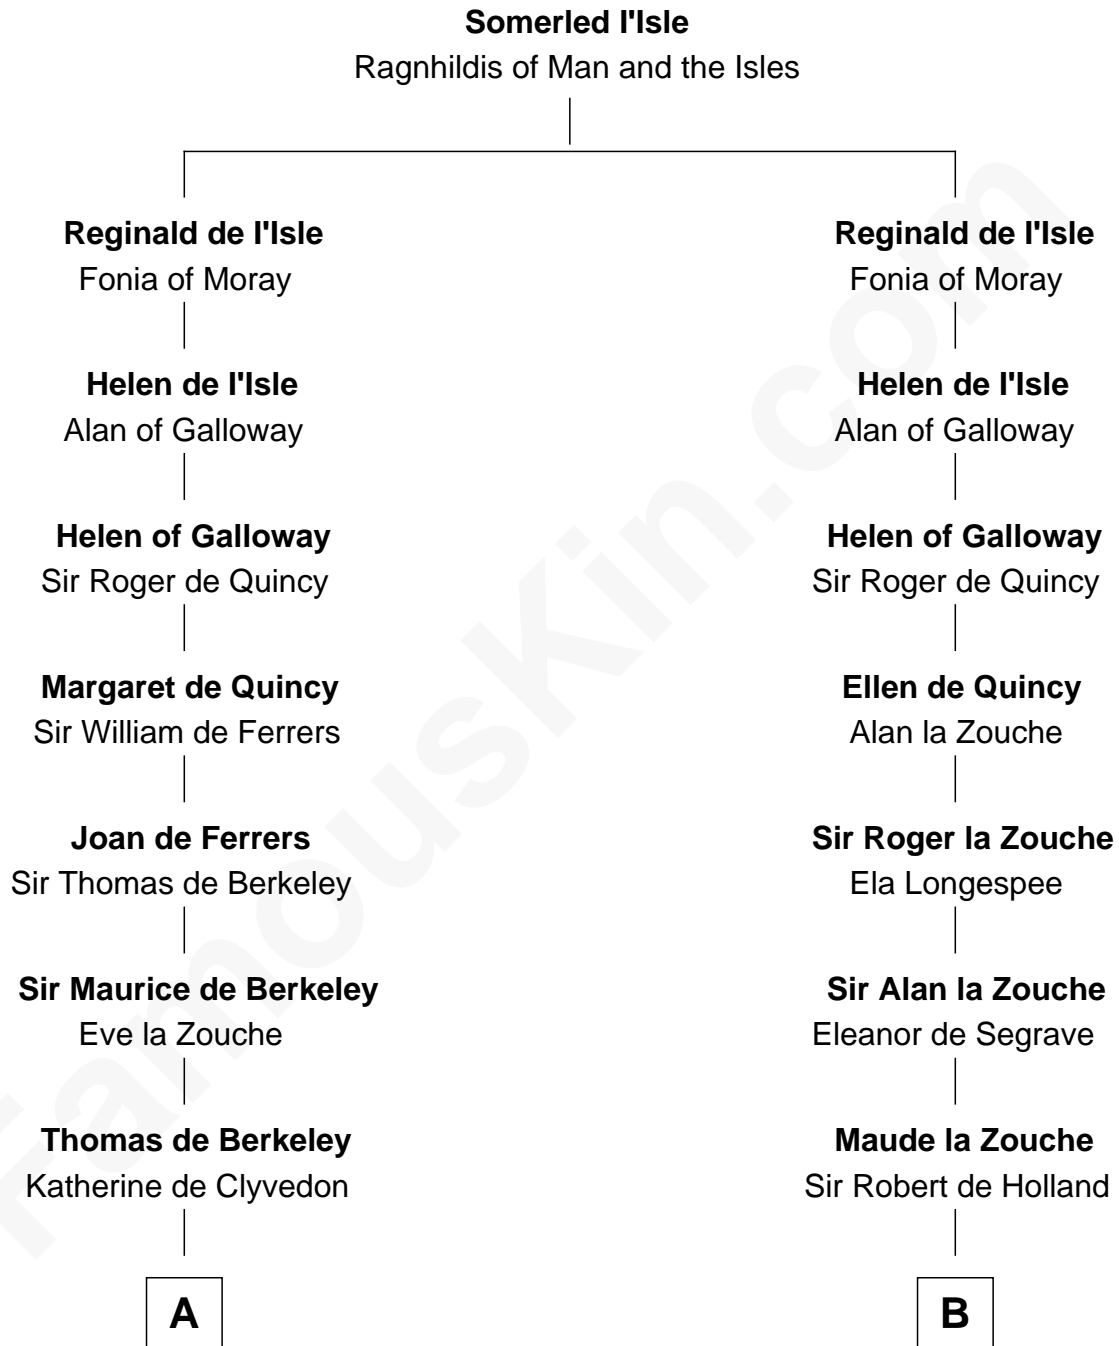 Somerled l'Isle
Ragnhildis of Man and the Isles
Reginald de l'Isle
Fonia of Moray
Helen de l'Isle
Alan of Galloway
Helen of Galloway
Sir Roger de Quincy
Margaret de Quincy
Sir William de Ferrers
Joan de Ferrers
Sir Thomas de Berkeley
Sir Maurice de Berkeley
Eve la Zouche
Thomas de Berkeley
Katherine de Clyvedon
A
Reginald de l'Isle
Fonia of Moray
Helen de l'Isle
Alan of Galloway
Helen of Galloway
Sir Roger de Quincy
Ellen de Quincy
Alan la Zouche
Sir Roger la Zouche
Ela Longespee
Sir Alan la Zouche
Eleanor de Segrave
Maude la Zouche
Sir Robert de Holland
B
FamousKin.com